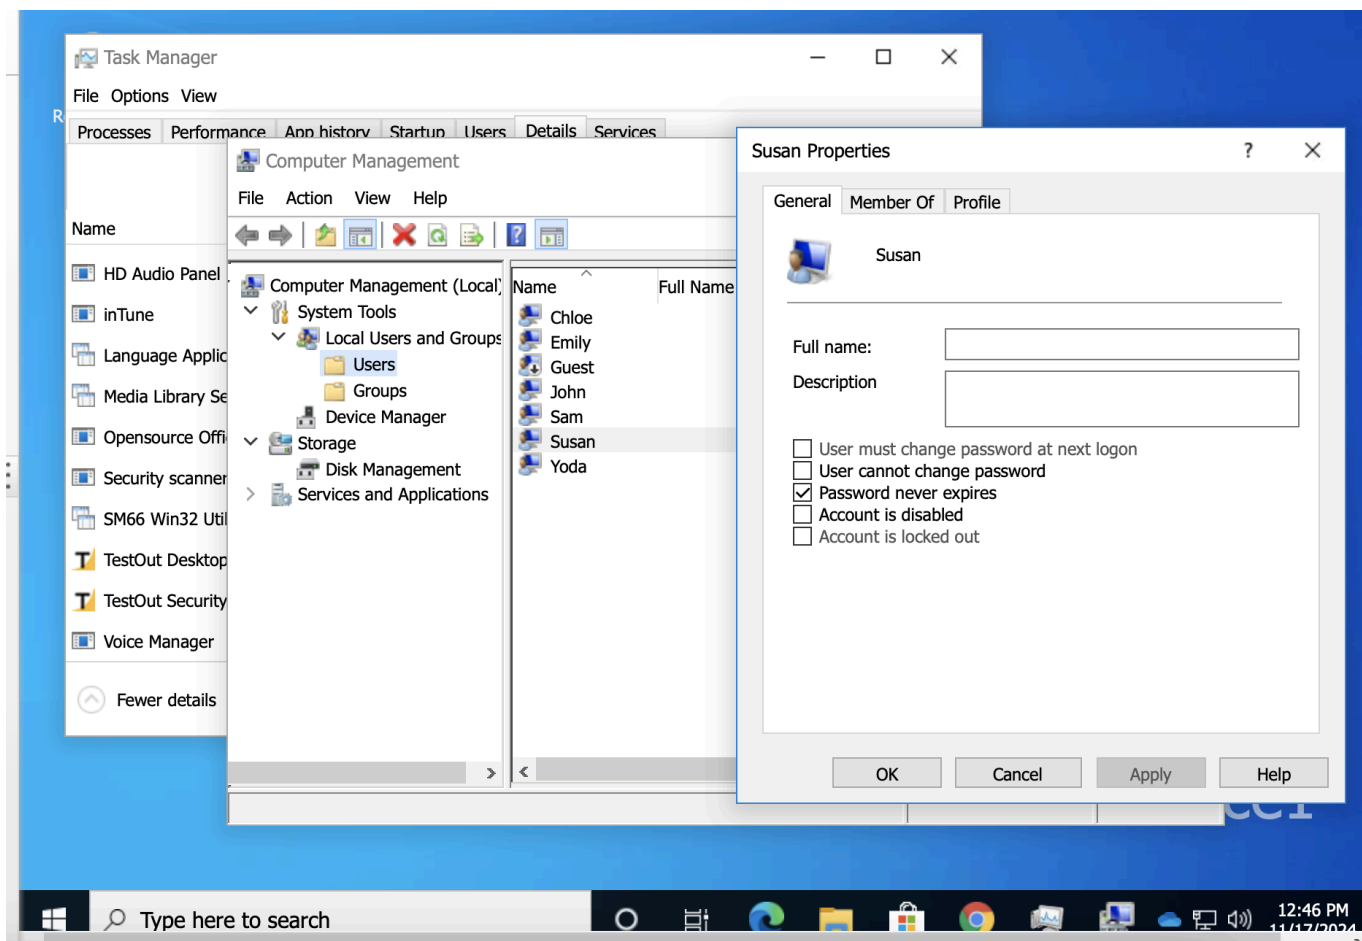 Task Manager
File Options View
Processes Performance App history Startup Users Details Services
Name
HD Audio Panel
inTune
Language Applic
Media Library Se
Opensource Offi
Security scanner
SM66 Win32 Util
TestOut Desktop
TestOut Security
Voice Manager
Fewer details
Computer Management
File Action View Help
Computer Management (Local)
System Tools
Local Users and Groups
Users
Groups
Device Manager
Storage
Disk Management
Services and Applications
Name Full Name
Chloe
Emily
Guest
John
Sam
Susan
Yoda
Susan Properties
General Member Of Profile
Susan
Full name:
Description
User must change password at next logon
User cannot change password
Password never expires
Account is disabled
Account is locked out
OK Cancel Apply Help
Type here to search
12:46 PM
11/17/2024